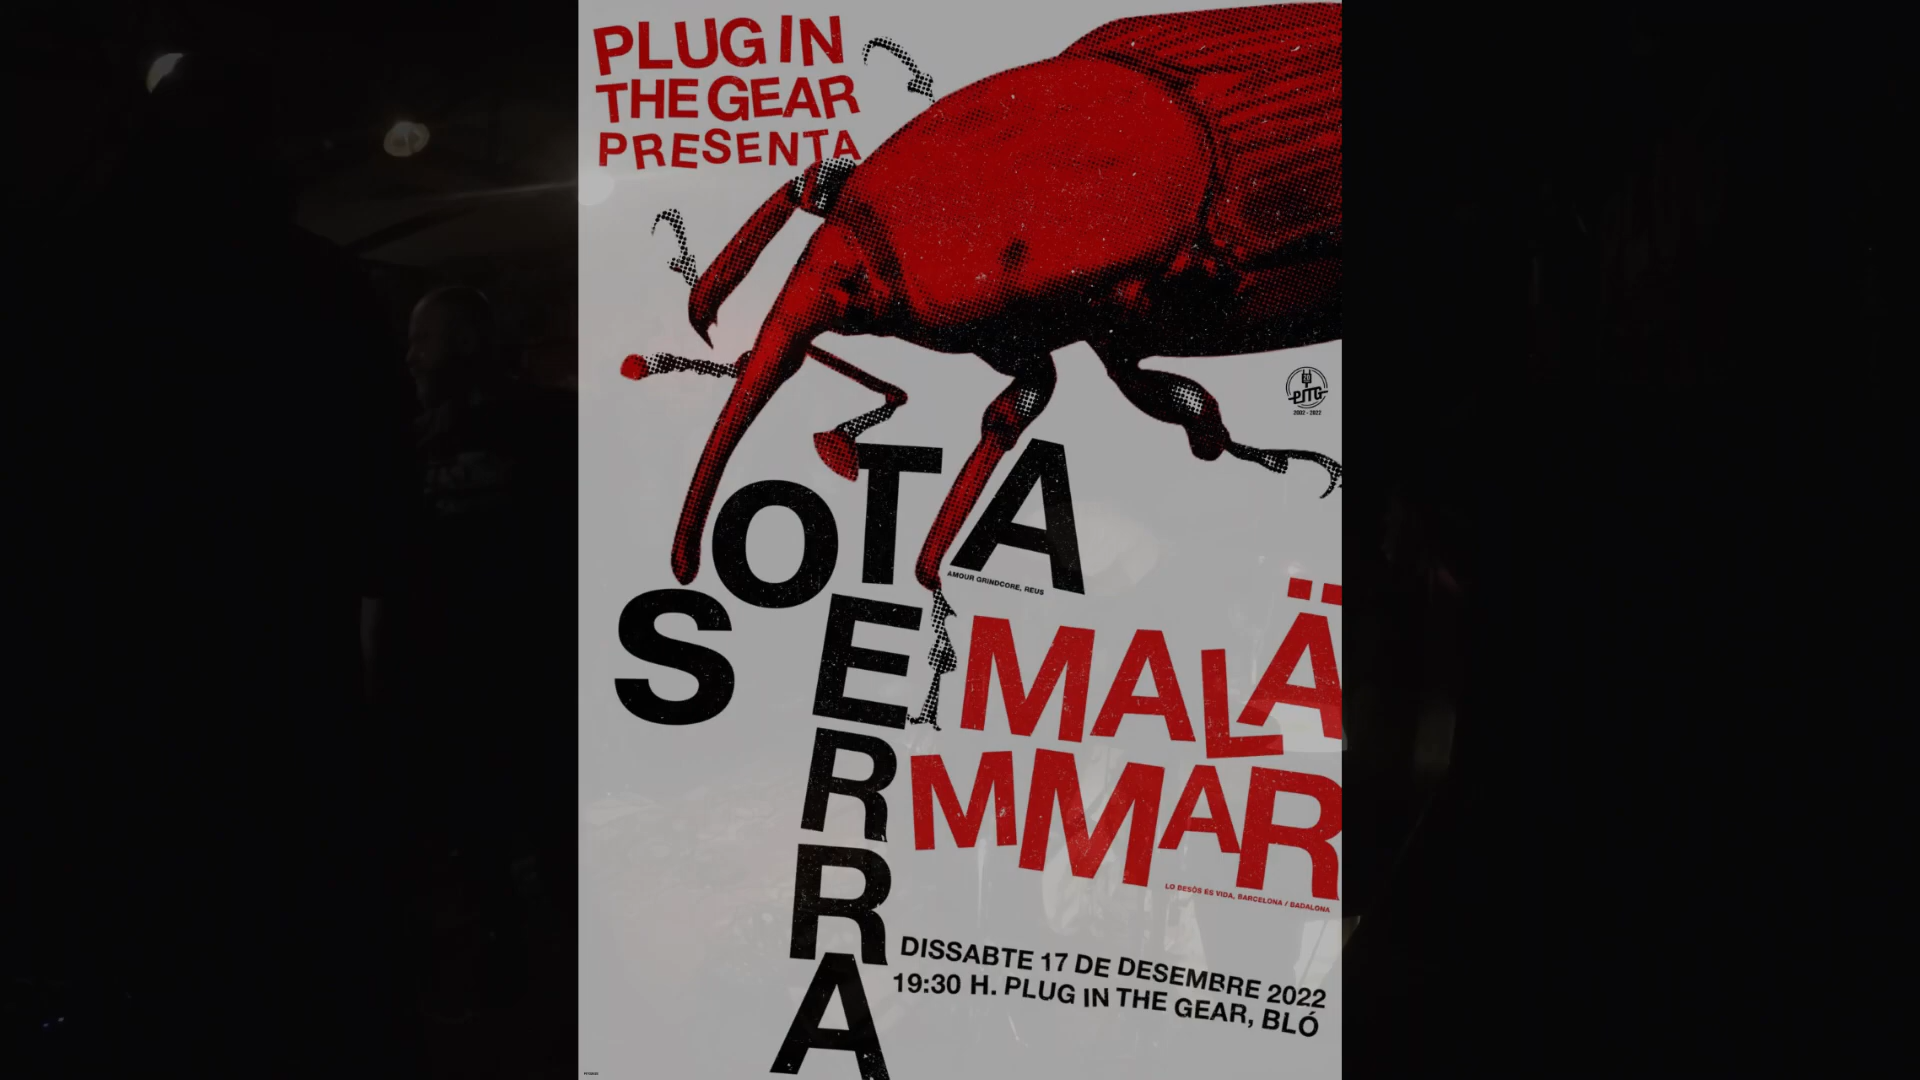 PLUG IN
THE GEAR
PRESENTA
PITG
2002 - 2022
SOTA
TERRA
AMOUR GRINDCORE, REUS
MALÄ
MMAR
LO BESÒS ÉS VIDA, BARCELONA / BADALONA
DISSABTE 17 DE DESEMBRE 2022
19:30 H. PLUG IN THE GEAR, BLÓ